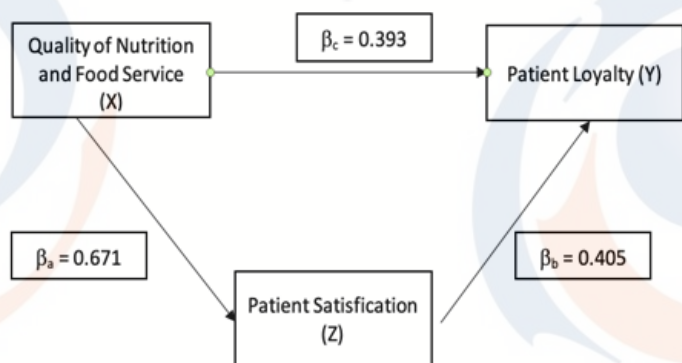 Quality of Nutrition
and Food Service
(X)
βc = 0.393
Patient Loyalty (Y)
βa = 0.671
βb = 0.405
Patient Satisfication
(Z)